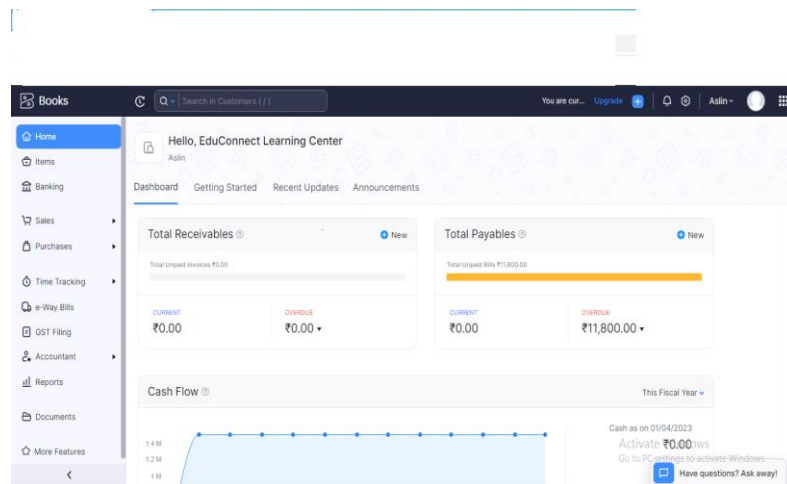 Books
Search in Customers ( / )
You are cur... Upgrade
Aslin
Home
Items
Banking
Sales
Purchases
Time Tracking
e-Way Bills
GST Filing
Accountant
Reports
Documents
More Features
Hello, EduConnect Learning Center
Aslin
Dashboard Getting Started Recent Updates Announcements
Total Receivables New
Total Unpaid Invoices ₹0.00
CURRENT OVERDUE
₹0.00 ₹0.00
Total Payables New
Total Unpaid Bills ₹11,800.00
CURRENT OVERDUE
₹0.00 ₹11,800.00
Cash Flow This Fiscal Year
1.4 M
1.2 M
1 M
Cash as on 01/04/2023
₹0.00
Activate Windows
Go to PC settings to activate Windows.
Have questions? Ask away!